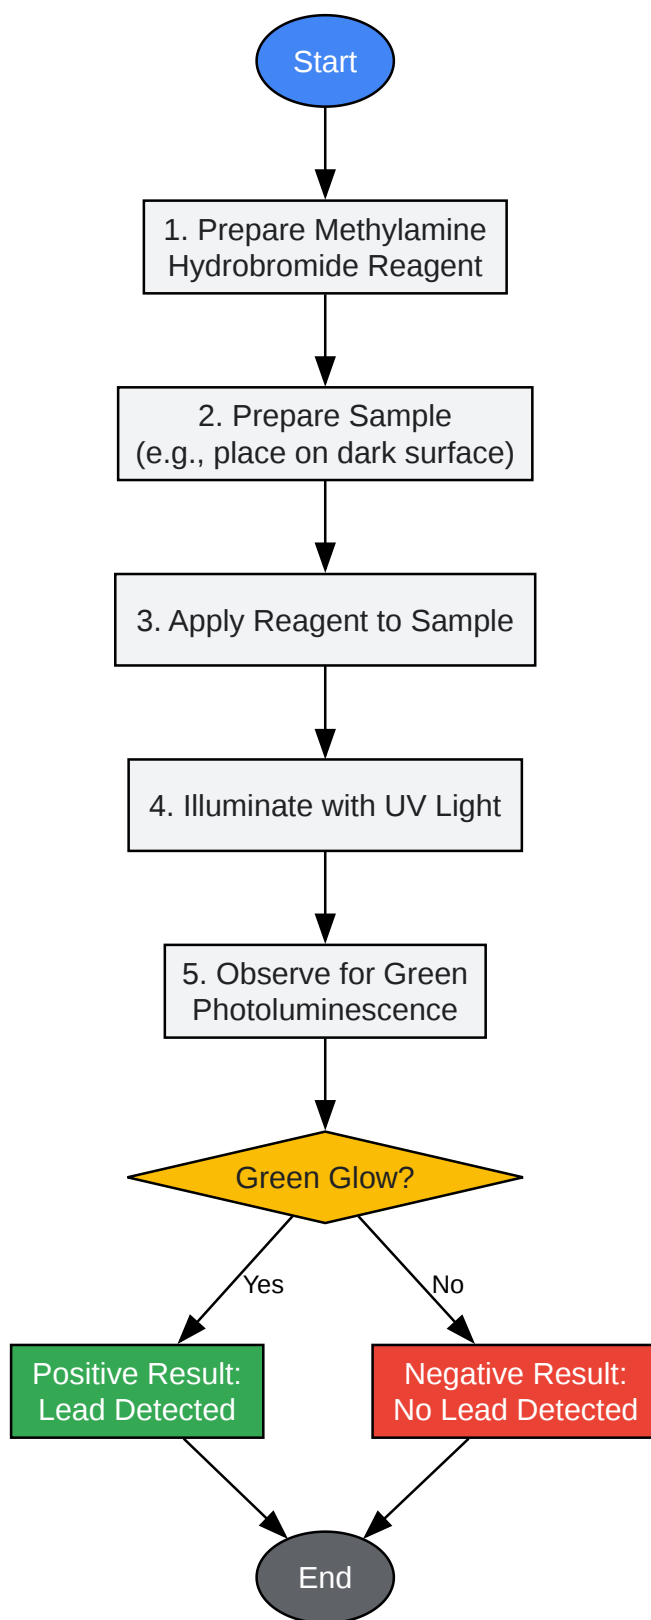 Start
1. Prepare Methylamine
Hydrobromide Reagent
2. Prepare Sample
(e.g., place on dark surface)
3. Apply Reagent to Sample
4. Illuminate with UV Light
5. Observe for Green
Photoluminescence
Green Glow?
Yes
No
Positive Result:
Lead Detected
Negative Result:
No Lead Detected
End